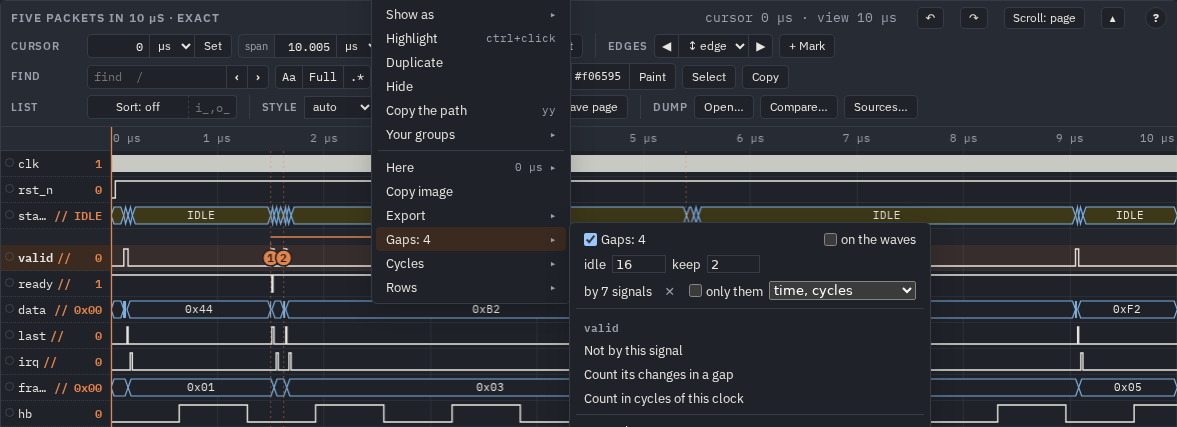 FIVE PACKETS IN 10 µS · EXACT
cursor 0 µs · view 10 µs
Scroll: page
?
CURSOR 0 µs Set span 10.005 µs
EDGES ↕ edge + Mark
FIND find / Aa Full .* #f06595 Paint Select Copy
LIST Sort: off i_,o_ STYLE auto ave page DUMP Open… Compare… Sources…
0 µs 1 µs 2 µs 5 µs 6 µs 7 µs 8 µs 9 µs 10 µs
clk 1
rst_n 0
sta… // IDLE IDLE IDLE IDLE
valid // 0 1 2
ready // 1
data // 0x00 0x44 0xB2 0xF2
last // 0
irq // 0
fra… // 0x00 0x01 0x03 0x05
hb 0
Show as
Highlight ctrl+click
Duplicate
Hide
Copy the path yy
Your groups
Here 0 µs
Copy image
Export
Gaps: 4
Cycles
Rows
Gaps: 4 on the waves
idle 16 keep 2
by 7 signals × only them time, cycles
valid
Not by this signal
Count its changes in a gap
Count in cycles of this clock